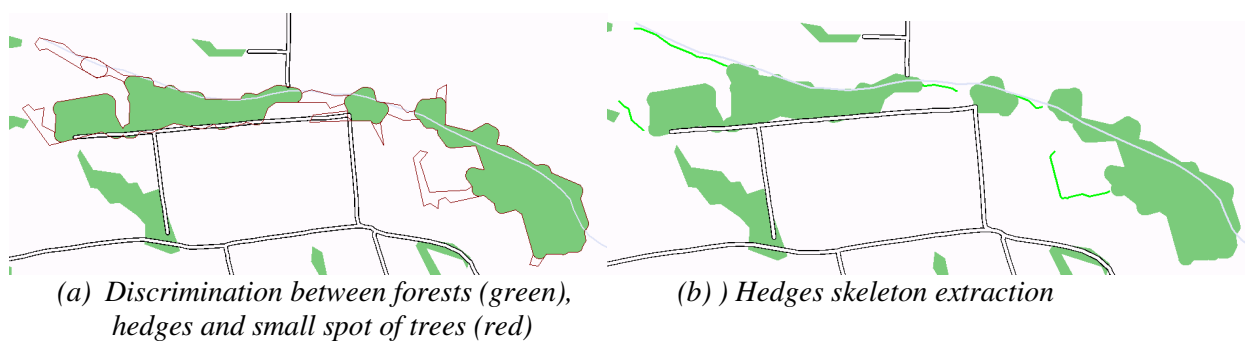 (a) Discrimination between forests (green),
hedges and small spot of trees (red)
(b) ) Hedges skeleton extraction